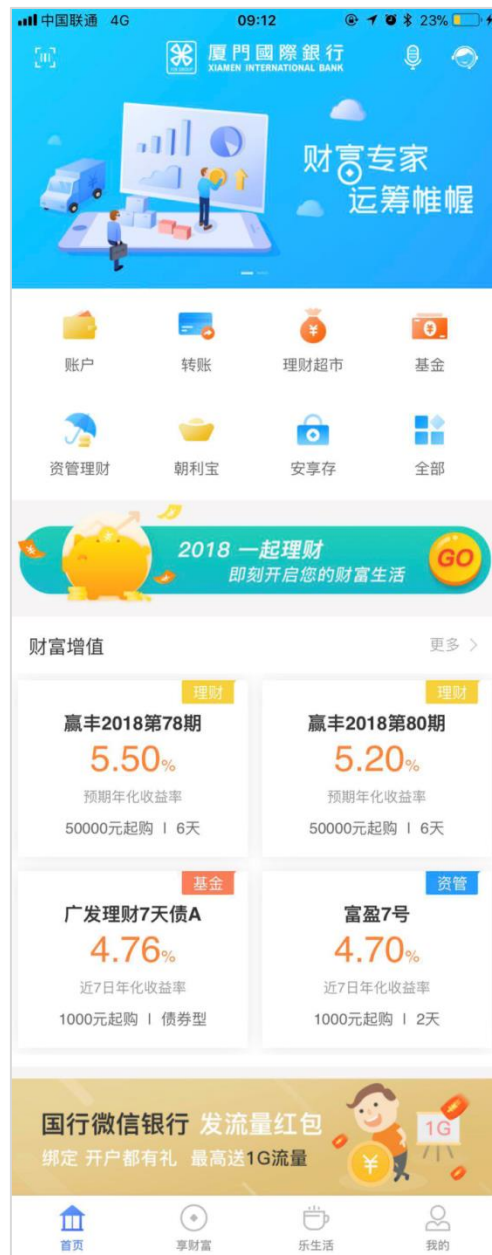 中国联通 4G 09:12 23%
厦門國際銀行
XIAMEN INTERNATIONAL BANK
财富专家
运筹帷幄
账户 转账 理财超市 基金
资管理财 朝利宝 安享存 全部
2018 一起理财
即刻开启您的财富生活
GO
财富增值 更多
理财 理财
赢丰2018第78期 赢丰2018第80期
5.50% 5.20%
预期年化收益率 预期年化收益率
50000元起购 | 6天 50000元起购 | 6天
基金 资管
广发理财7天债A 富盈7号
4.76% 4.70%
近7日年化收益率 近7日年化收益率
1000元起购 | 债券型 1000元起购 | 2天
国行微信银行 发流量红包
1G
绑定 开户都有礼 最高送1G流量
首页 享财富 乐生活 我的